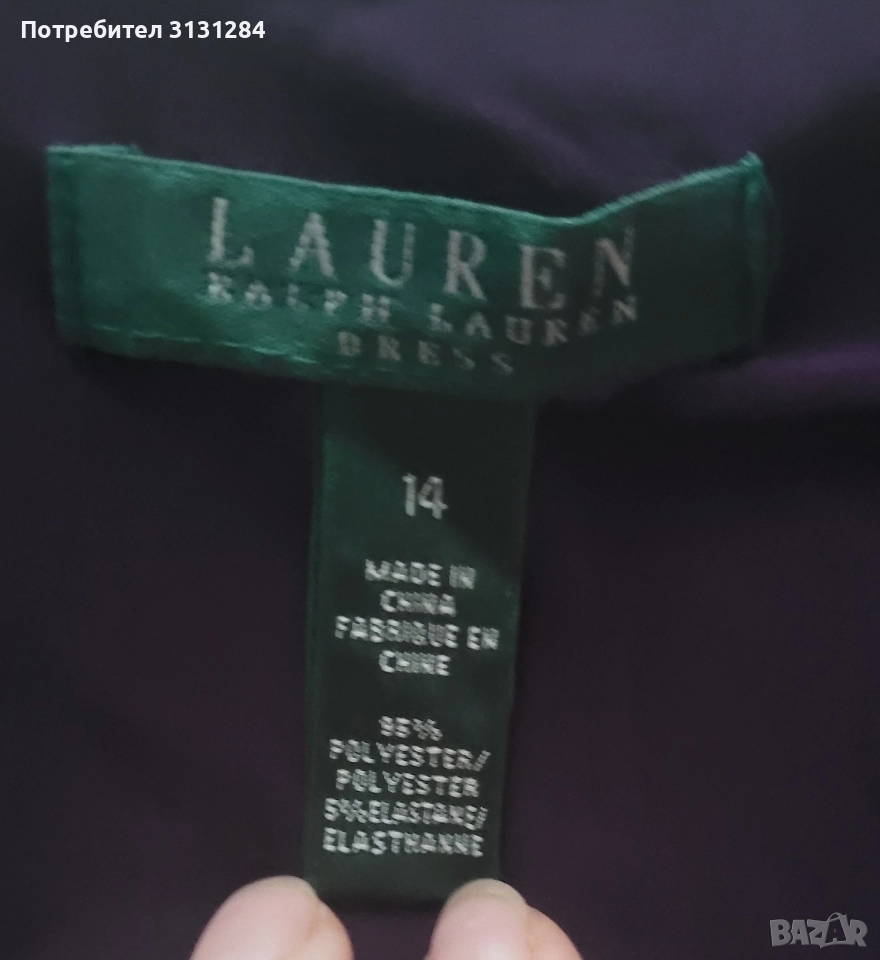 Потребител 3131284
LAUREN
RALPH LAUREN
DRESS
14
MADE IN
CHINA
FABRIQUE EN
CHINE
95%
POLYESTER/
POLYESTER
5%ELASTANE/
ELASTHANNE
BAZAR